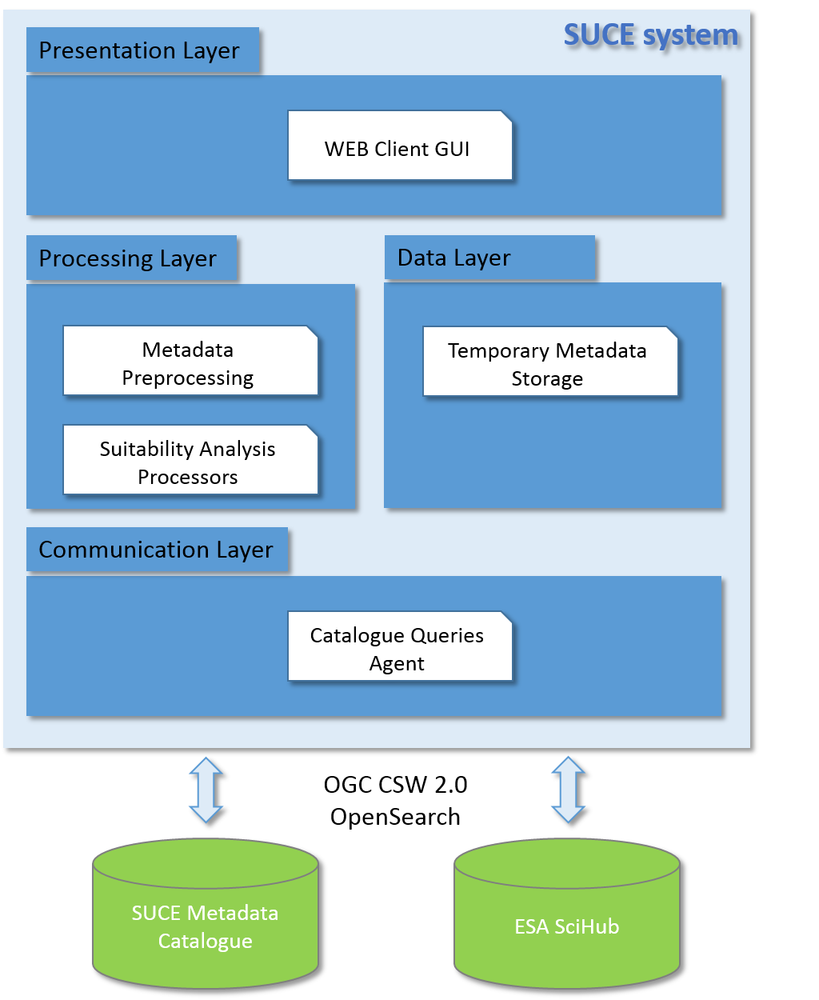 SUCE system
Presentation Layer
WEB Client GUI
Processing Layer
Metadata
Preprocessing
Suitability Analysis
Processors
Data Layer
Temporary Metadata
Storage
Communication Layer
Catalogue Queries
Agent
OGC CSW 2.0
OpenSearch
SUCE Metadata
Catalogue
ESA SciHub